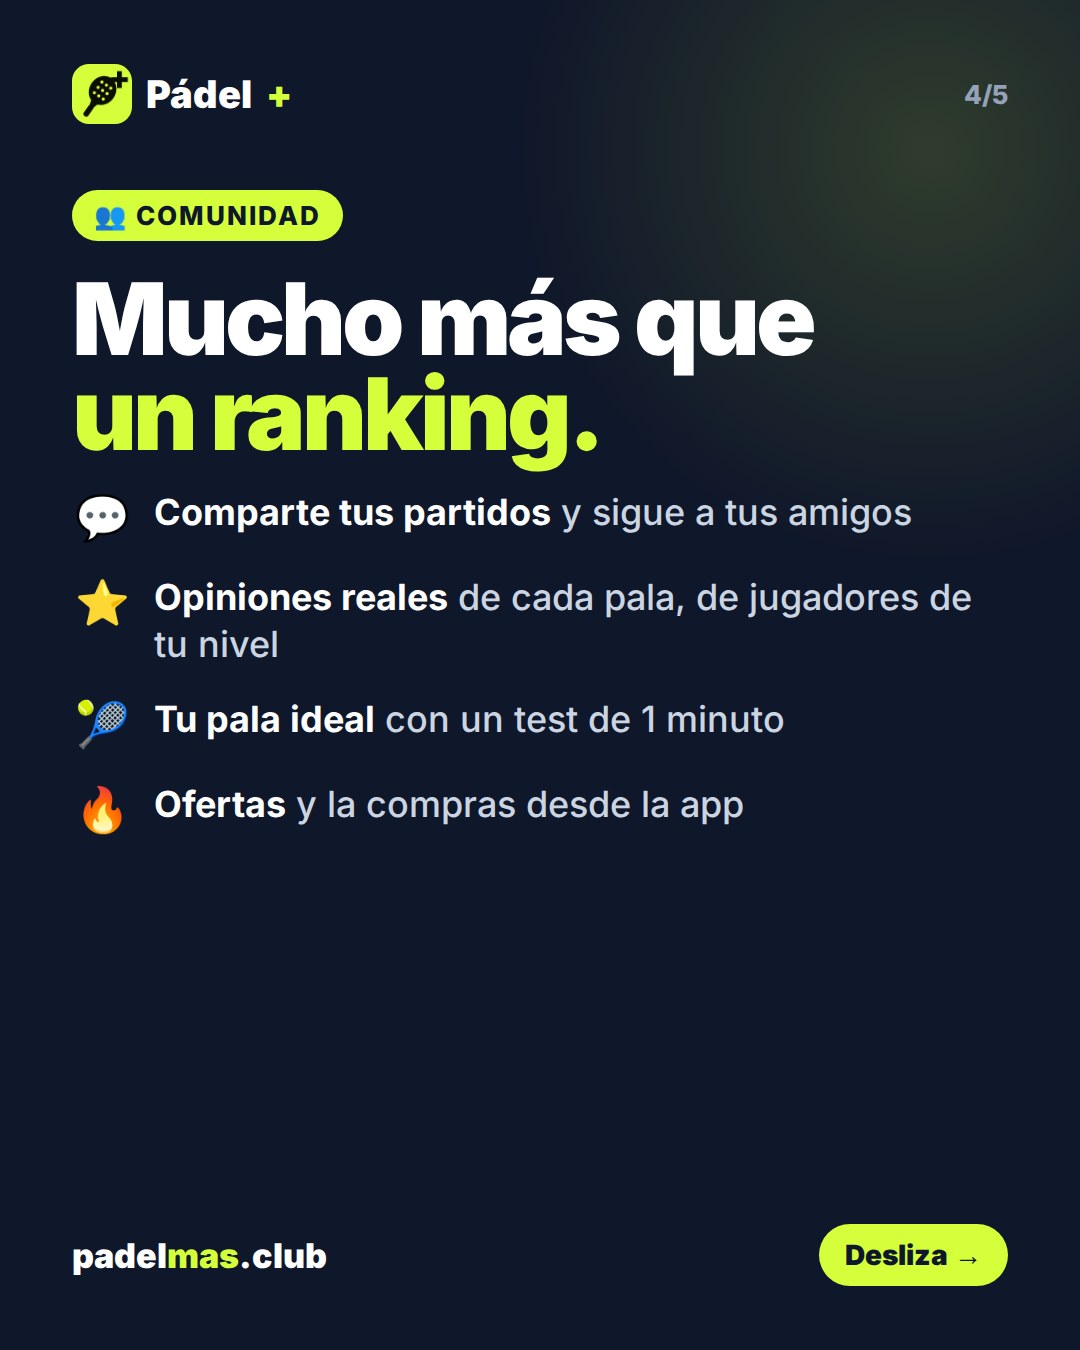 Pádel +
4/5
👥 COMUNIDAD
Mucho más que
un ranking.
💬 Comparte tus partidos y sigue a tus amigos
⭐ Opiniones reales de cada pala, de jugadores de
tu nivel
🎾 Tu pala ideal con un test de 1 minuto
🔥 Ofertas y la compras desde la app
padelmas.club
Desliza →